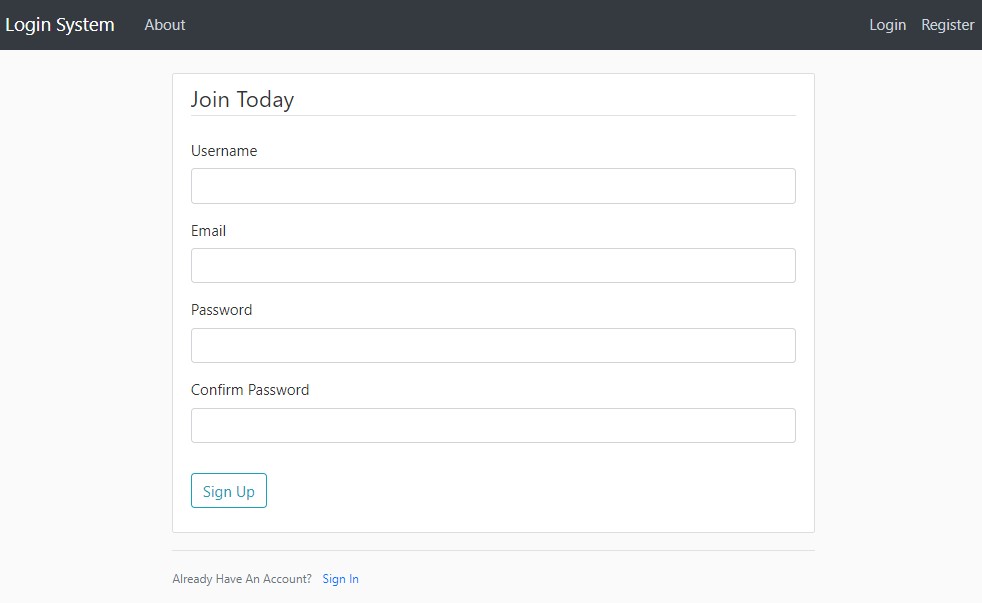 Login System About Login Register
Join Today
Username
Email
Password
Confirm Password
Sign Up
Already Have An Account? Sign In